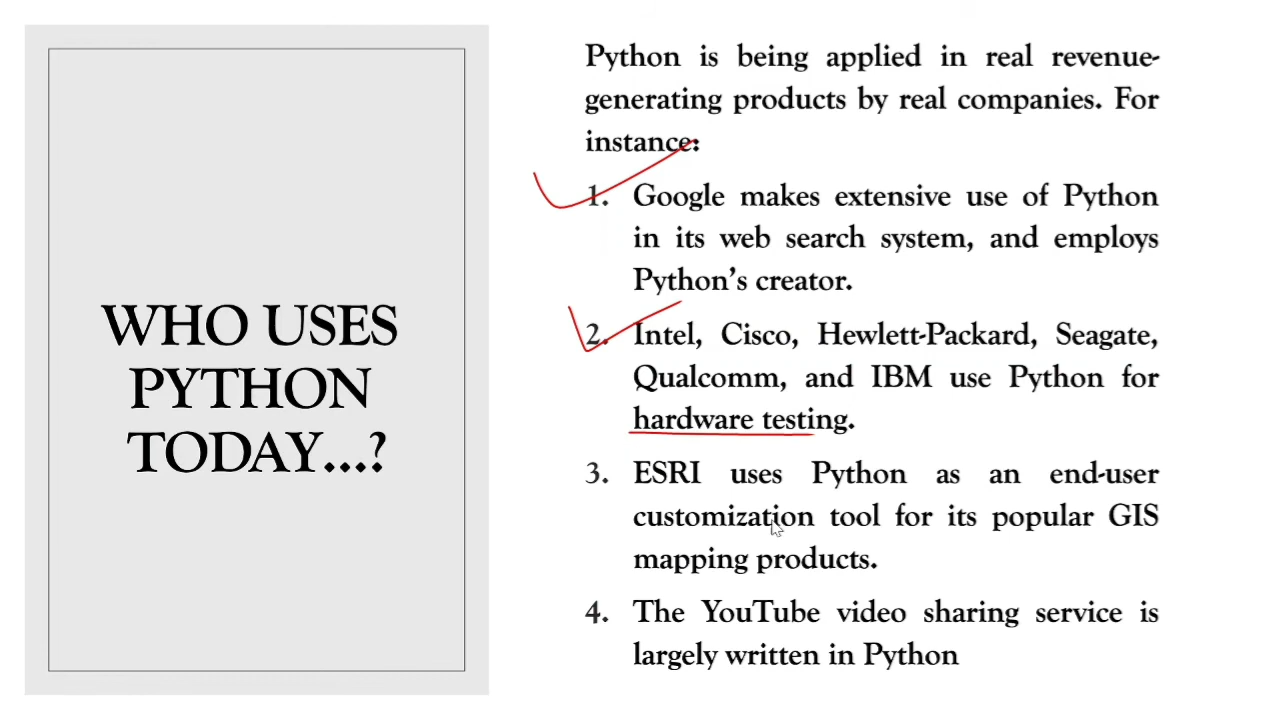 WHO USES
PYTHON
TODAY...?
Python is being applied in real revenue-
generating products by real companies. For
instance:
1. Google makes extensive use of Python
in its web search system, and employs
Python's creator.
2. Intel, Cisco, Hewlett-Packard, Seagate,
Qualcomm, and IBM use Python for
hardware testing.
3. ESRI uses Python as an end-user
customization tool for its popular GIS
mapping products.
4. The YouTube video sharing service is
largely written in Python